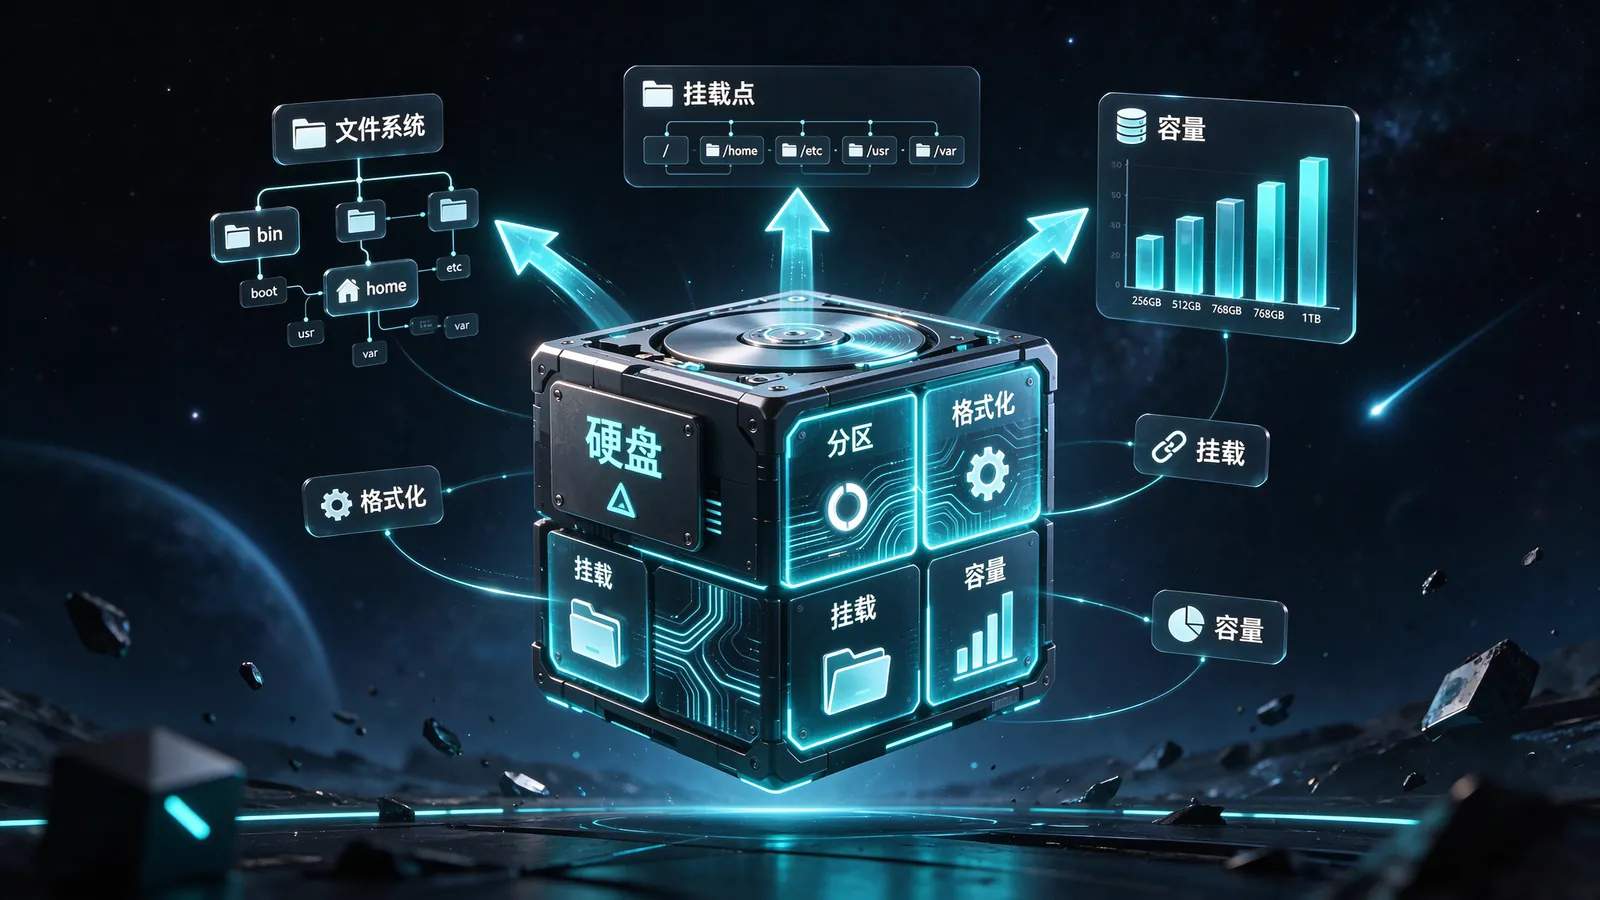 文件系统
bin
boot
home
etc
usr
var
var
挂载点
/
/home
/etc
/usr
/var
容量
20
0
256GB
512GB
768GB
768GB
1TB
硬盘
分区
格式化
挂载
挂载
容量
格式化
挂载
容量